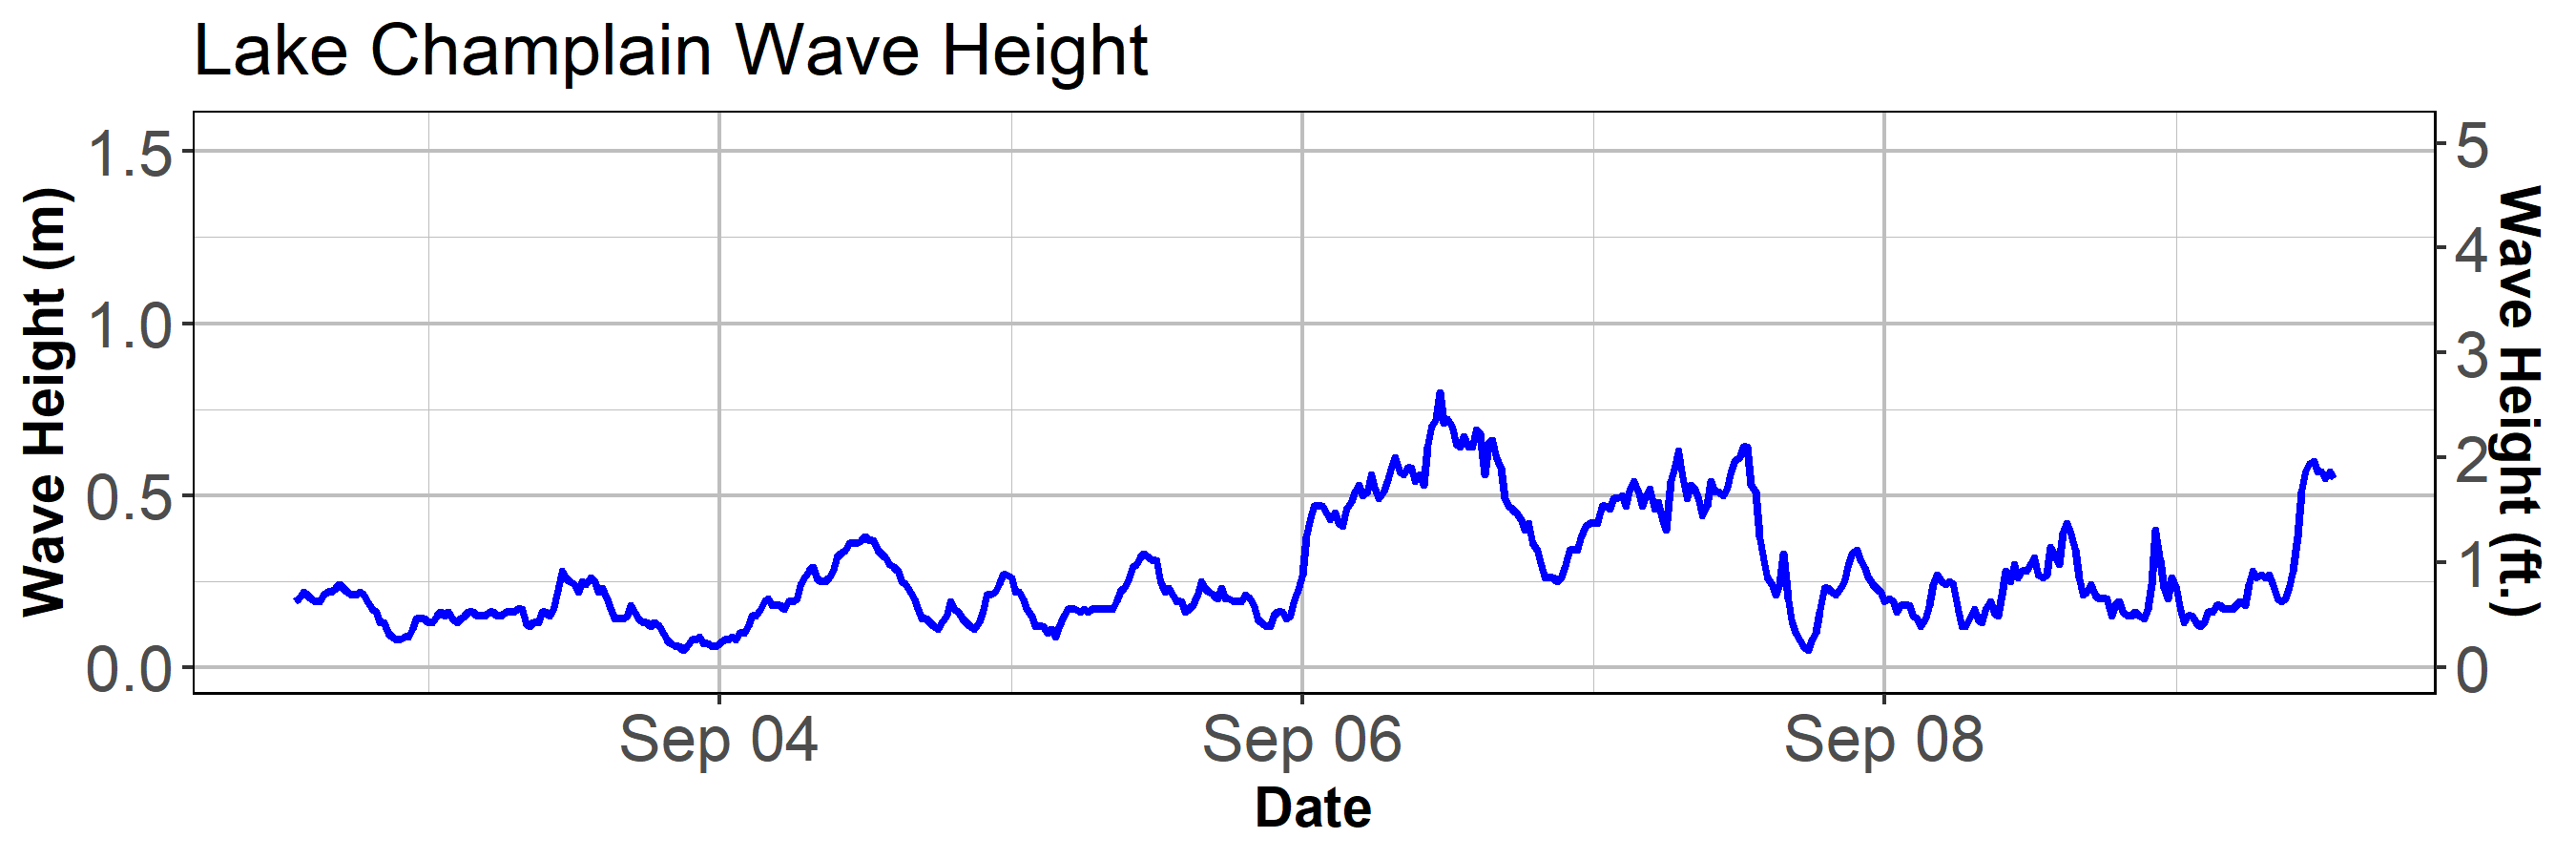 Lake Champlain Wave Height
Wave Height (m)
1.5
1.0
0.5
0.0
5
4
3
2
1
0
Wave Height (ft.)
Sep 04
Sep 06
Sep 08
Date